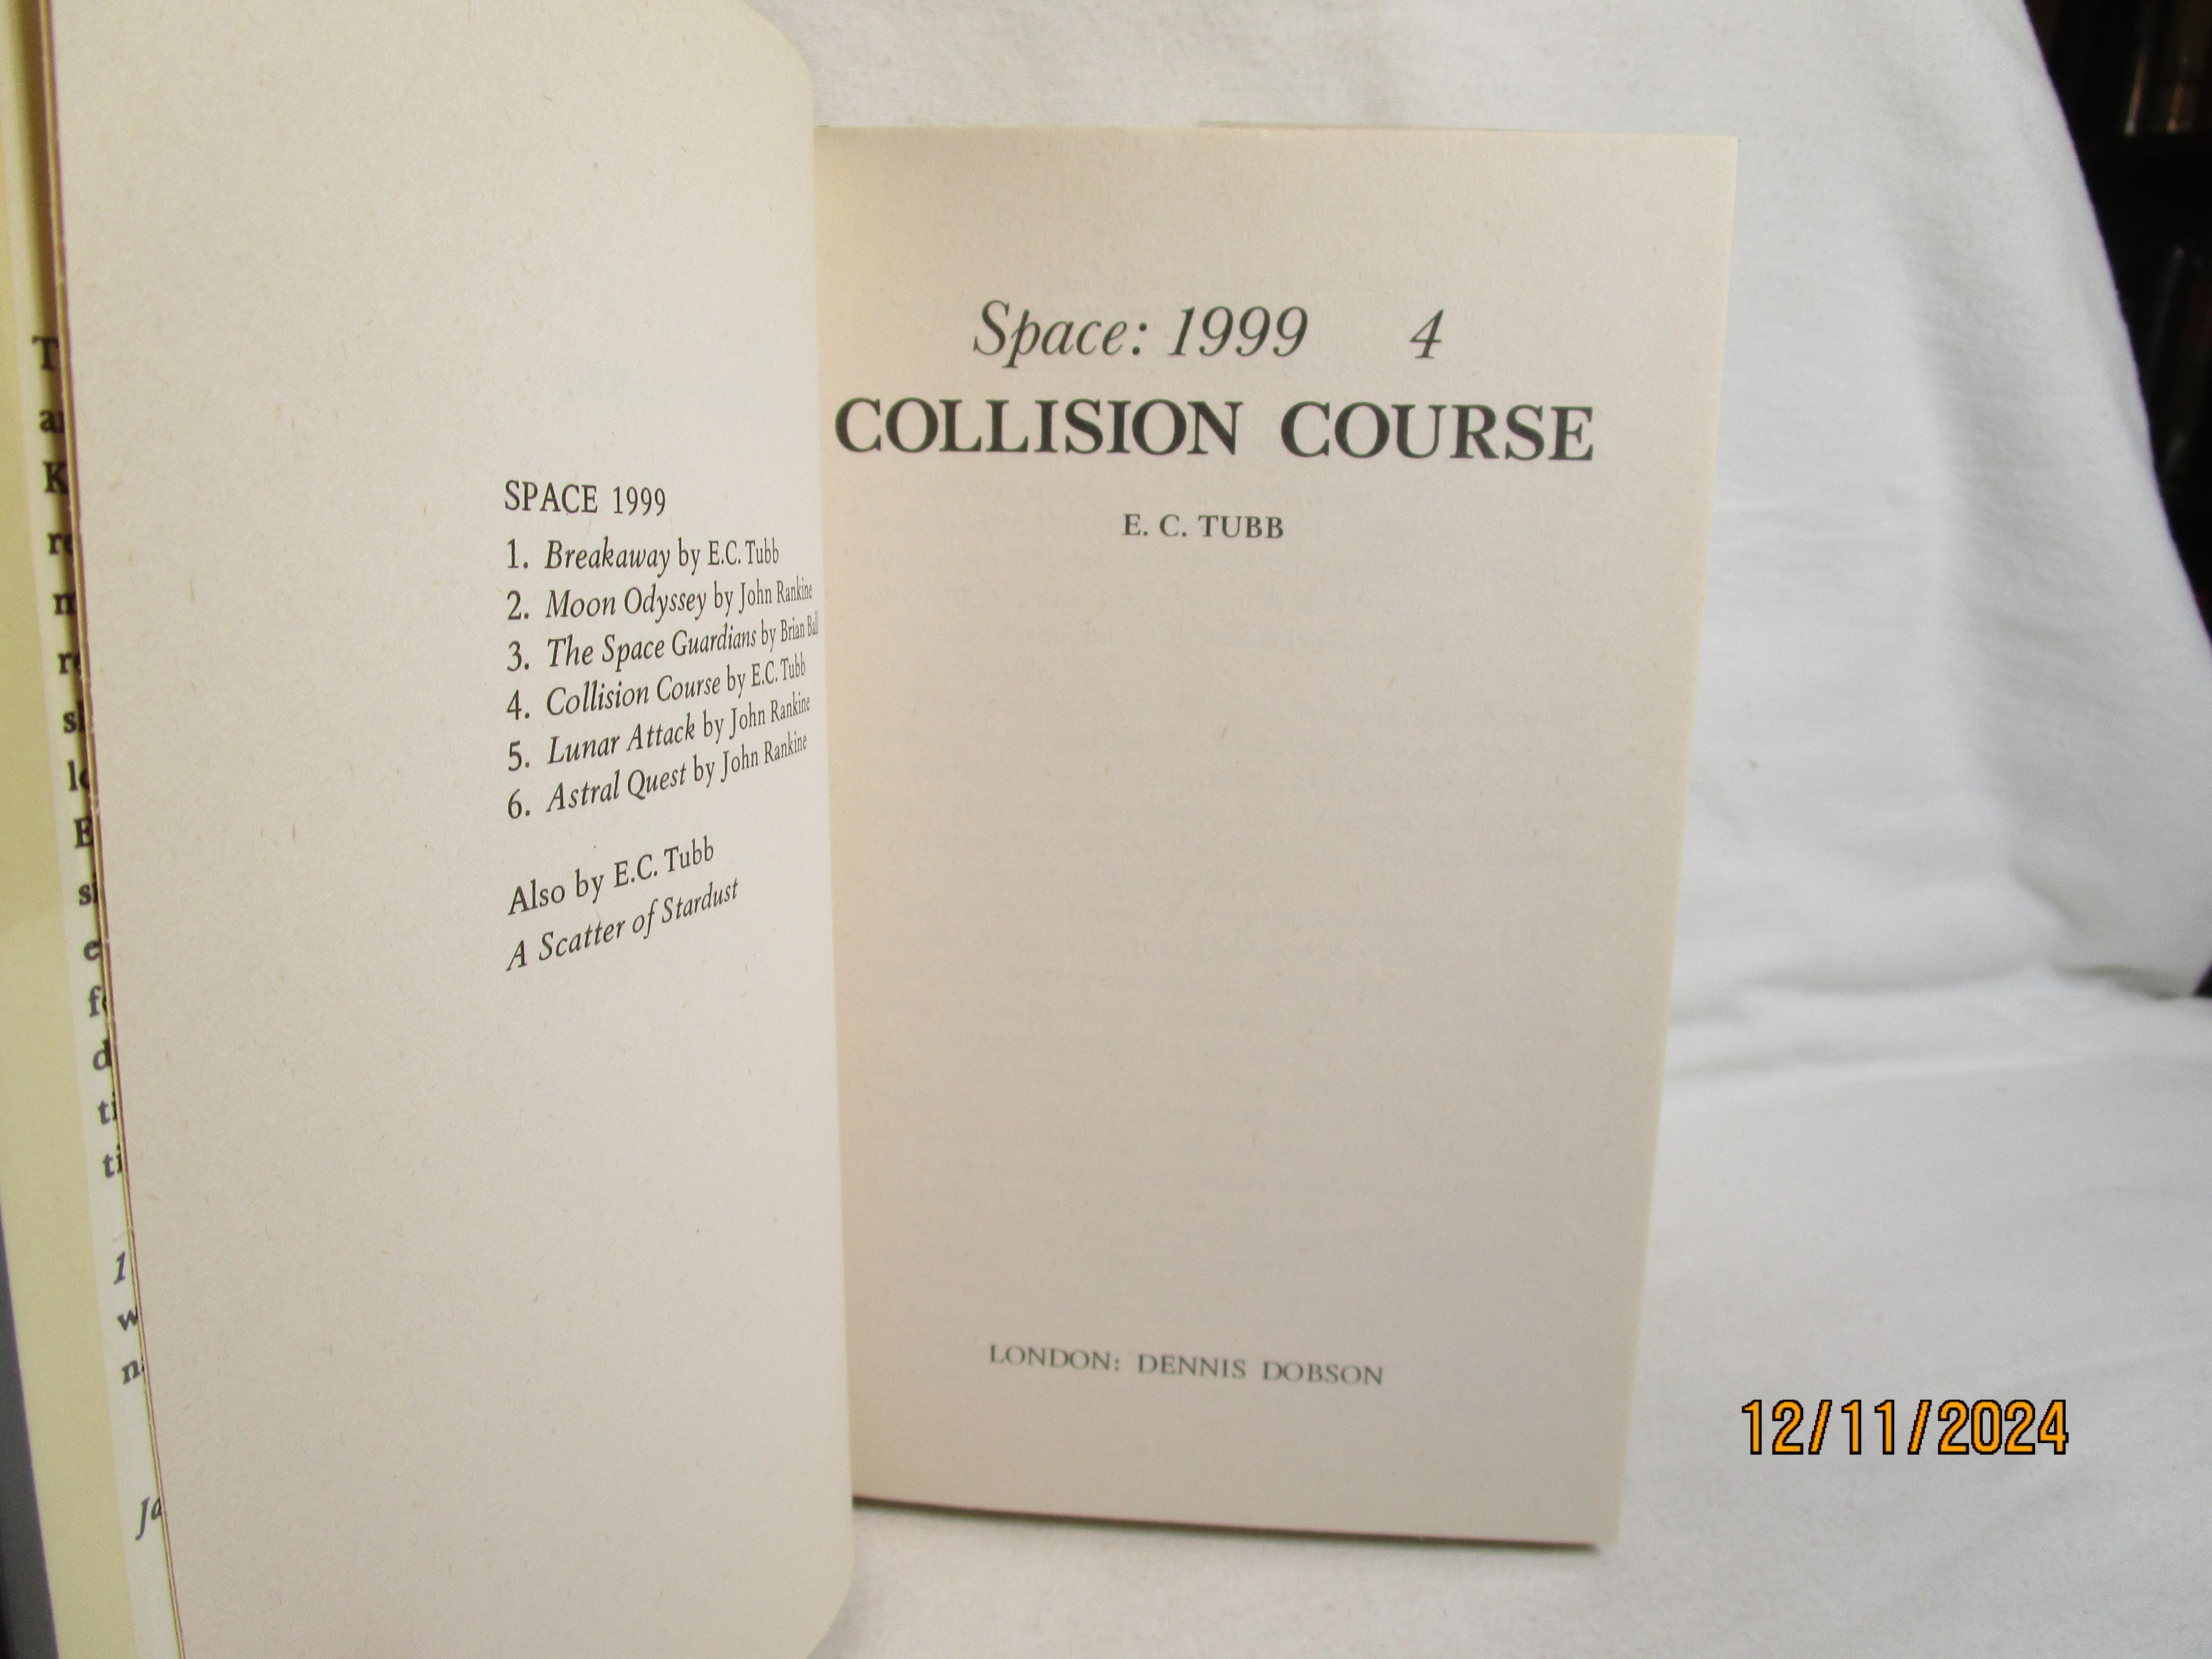 SPACE 1999
1. Breakaway by E.C. Tubb
2. Moon Odyssey by John Rankine
3. The Space Guardians by Brian Ball
4. Collision Course by E.C. Tubb
5. Lunar Attack by John Rankine
6. Astral Quest by John Rankine
Also by E.C. Tubb
A Scatter of Stardust
Space: 1999 4
COLLISION COURSE
E. C. TUBB
LONDON: DENNIS DOBSON
12/11/2024